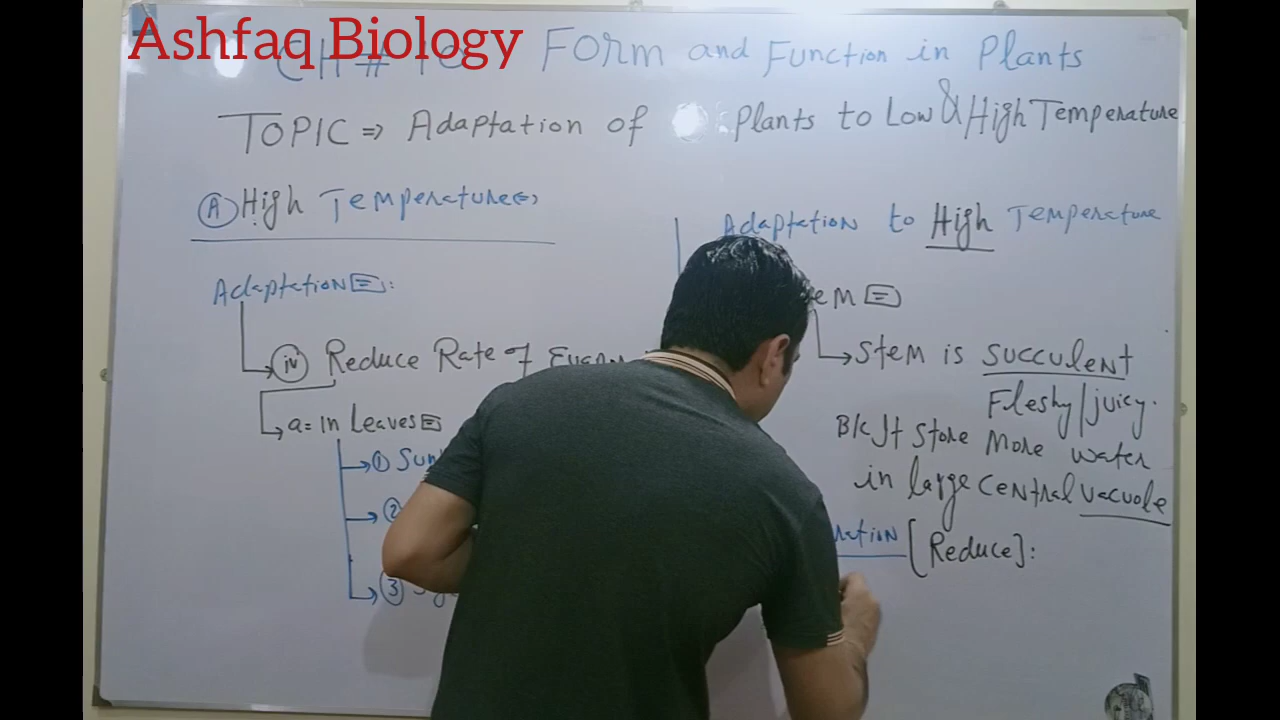 Ashfaq Biology
CH # 10 Form and Function in Plants
TOPIC => Adaptation of Plants to Low & High Temperature
(A) High Temperature
Adaptation
(iv) Reduce Rate of
a= In Leaves
(1)
(2)
(3)
Adaptation to High Temperature
Stem is succulent
Fleshy/juicy.
B/c It store More water
in large central vacuole
[Reduce]: